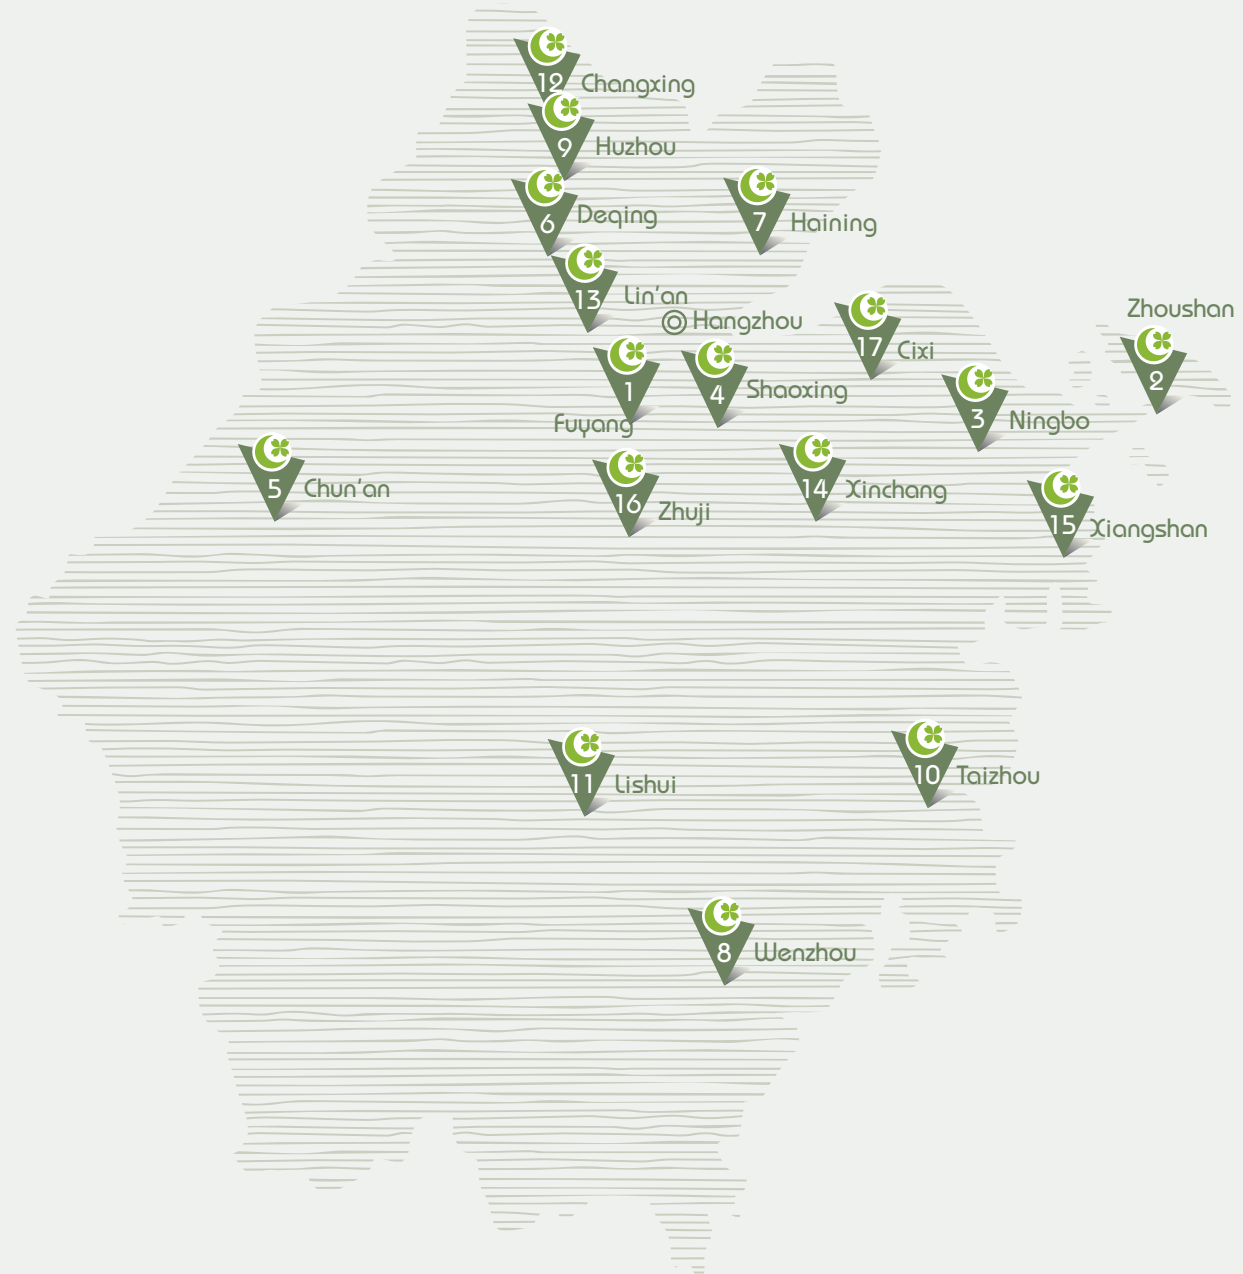 12 Changxing
9 Huzhou
6 Deqing
7 Haining
13 Lin'an
Hangzhou
Zhoushan
2
17 Cixi
1
Fuyang
4 Shaoxing
3 Ningbo
5 Chun'an
16 Zhuji
14 Xinchang
15 Xiangshan
11 Lishui
10 Taizhou
8 Wenzhou